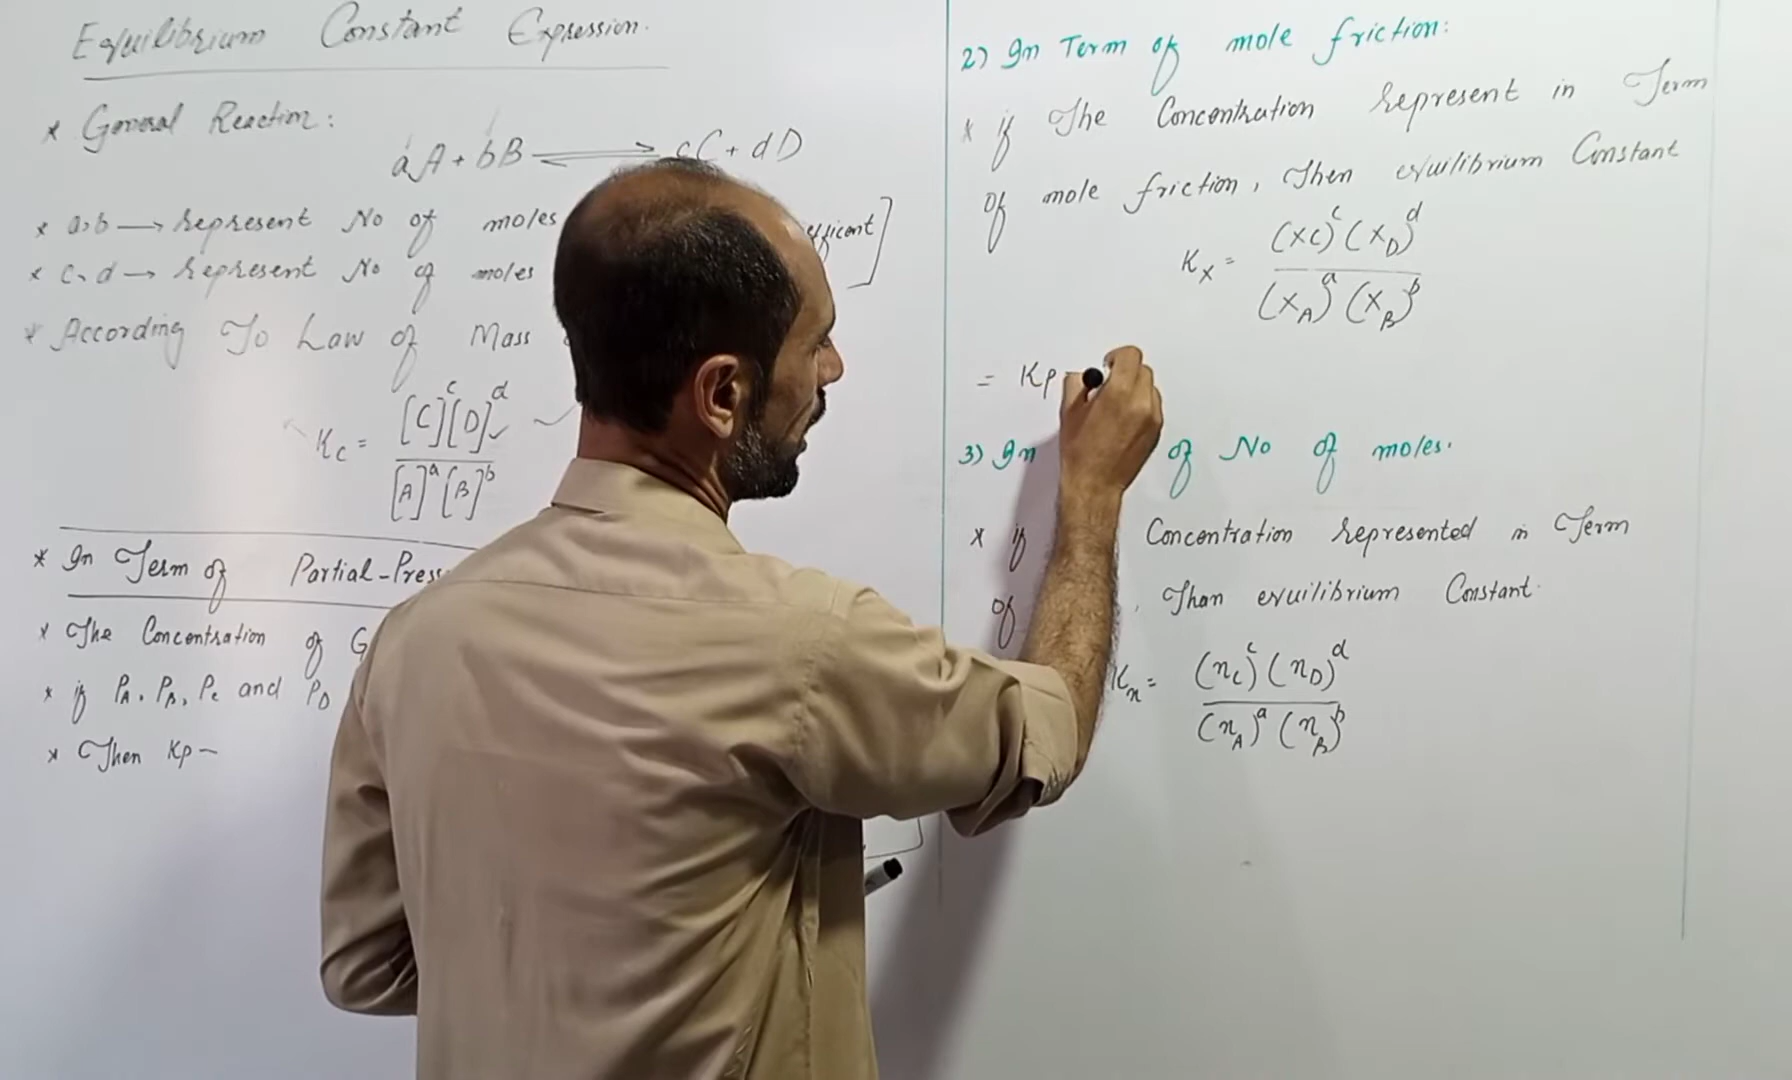 Equilibrium Constant Expression.
* General Reaction:
aA + bB ⇌ cC + dD
* a,b → represent No of moles
* c, d → represent No of moles
* According To Law of Mass
Kc = [C]^c [D]^d / [A]^a [B]^b
* In Term of Partial-Press
* The Concentration of G
* if PA, PB, Pc and PD
* Then Kp –
2) In Term of mole friction:
* if The Concentration represent in Term
of mole friction, Then equilibrium Constant
Kx = (XC)^c (XD)^d / (XA)^a (XB)^b
= Kp
3) In of No of moles.
* if Concentration represented in Term
of , Than equilibrium Constant.
Kn = (nC)^c (nD)^d / (nA)^a (nB)^b